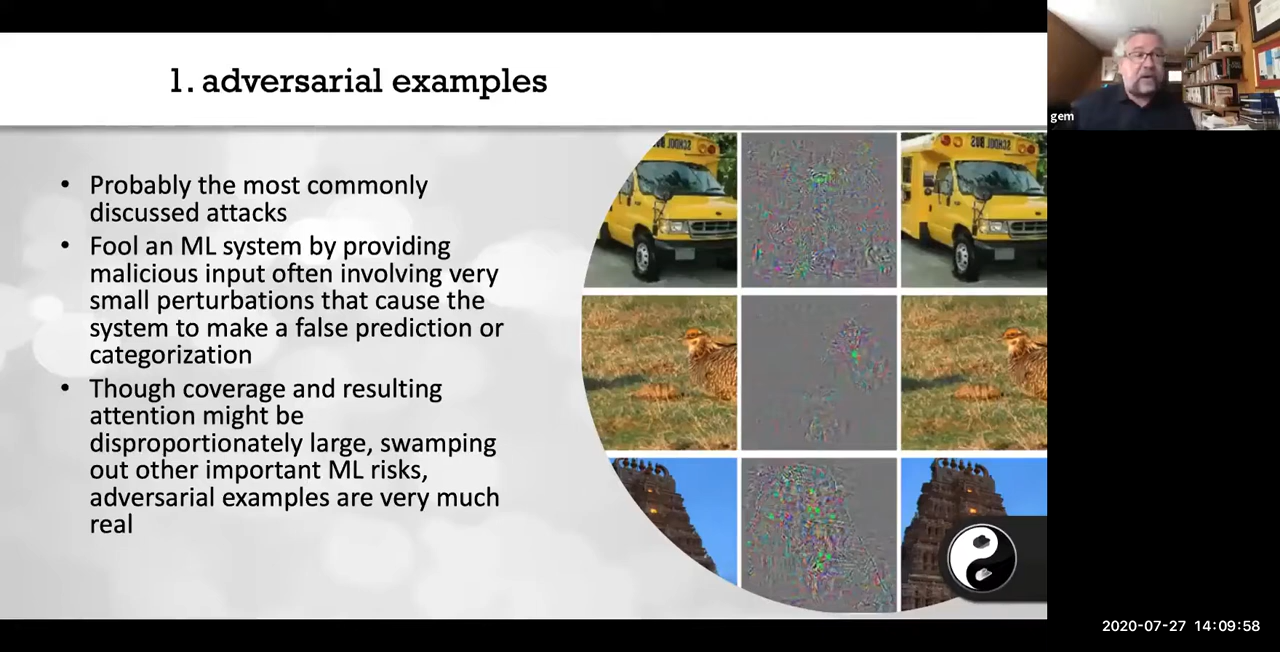 1. adversarial examples
• Probably the most commonly
discussed attacks
• Fool an ML system by providing
malicious input often involving very
small perturbations that cause the
system to make a false prediction or
categorization
• Though coverage and resulting
attention might be
disproportionately large, swamping
out other important ML risks,
adversarial examples are very much
real
SCHOOL BUS
SCHOOL BUS
gem
2020-07-27 14:09:58